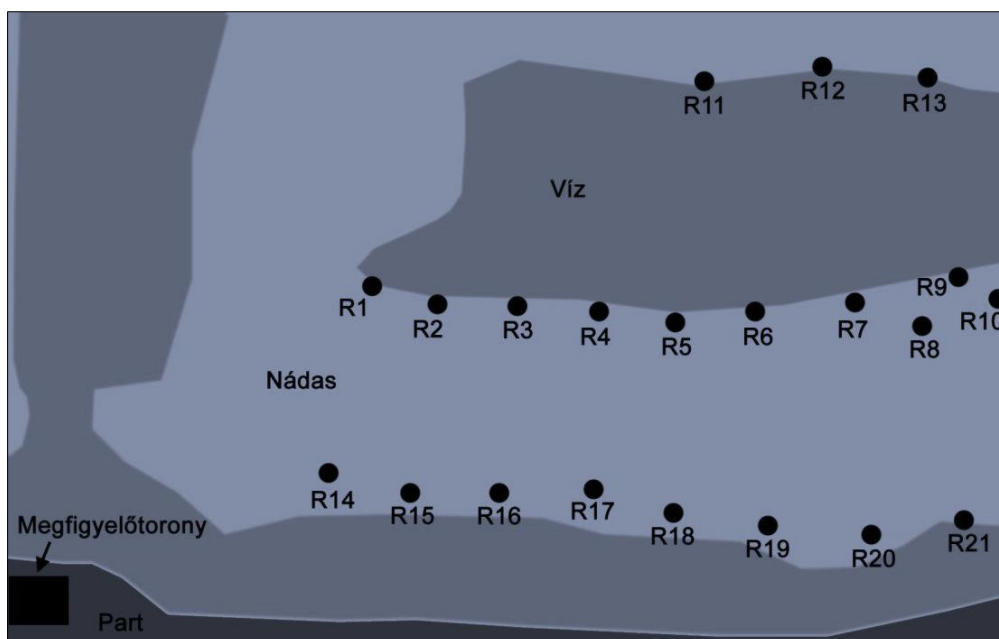 R11
R12
R13
Víz
R1
R2
R3
R4
R5
R6
R7
R8
R9
R10
Nádas
R14
R15
R16
R17
R18
R19
R20
R21
Megfigyelőtorony
Part